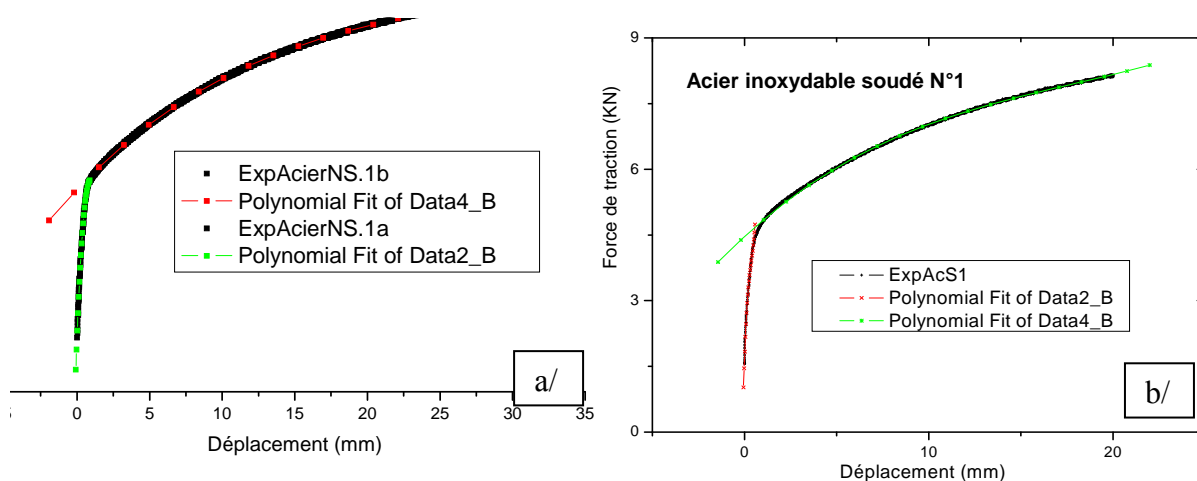 ExpAcierNS.1b
Polynomial Fit of Data4_B
ExpAcierNS.1a
Polynomial Fit of Data2_B
a/
0 5 10 15 20 25 30 35
Déplacement (mm)
9
6
3
0
Force de traction (KN)
Acier inoxydable soudé N°1
ExpAcS1
Polynomial Fit of Data2_B
Polynomial Fit of Data4_B
b/
0 10 20
Déplacement (mm)